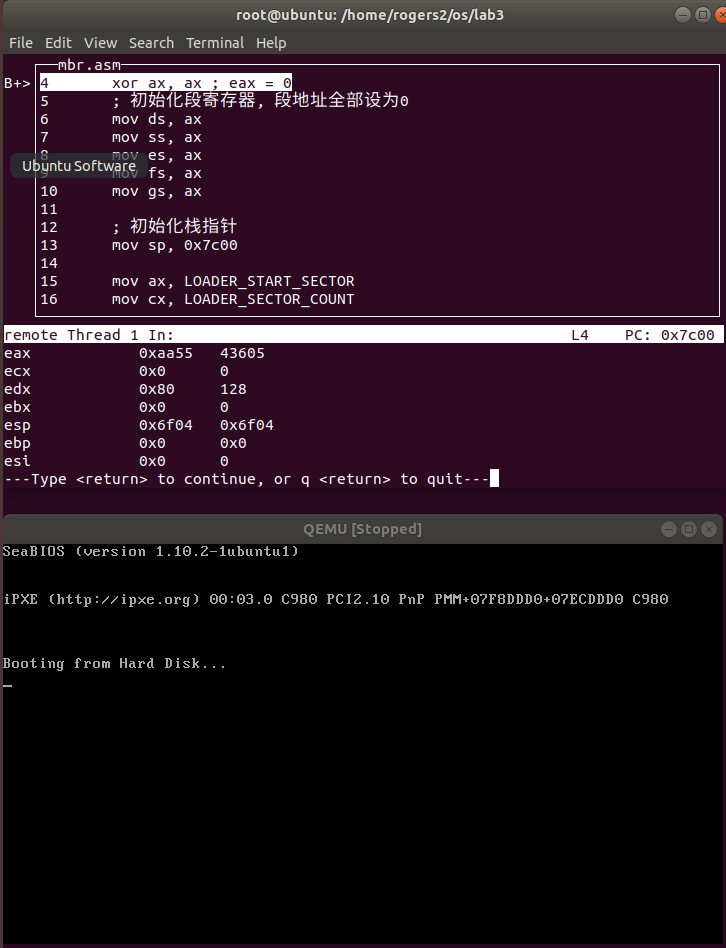 root@ubuntu: /home/rogers2/os/lab3
File Edit View Search Terminal Help
mbr.asm
B+> 4 xor ax, ax ; eax = 0
5 ; 初始化段寄存器, 段地址全部设为0
6 mov ds, ax
7 mov ss, ax
8 mov es, ax
Ubuntu Software
9 mov fs, ax
10 mov gs, ax
11
12 ; 初始化栈指针
13 mov sp, 0x7c00
14
15 mov ax, LOADER_START_SECTOR
16 mov cx, LOADER_SECTOR_COUNT
remote Thread 1 In: L4 PC: 0x7c00
eax 0xaa55 43605
ecx 0x0 0
edx 0x80 128
ebx 0x0 0
esp 0x6f04 0x6f04
ebp 0x0 0x0
esi 0x0 0
---Type <return> to continue, or q <return> to quit---
QEMU [Stopped]
SeaBIOS (version 1.10.2-1ubuntu1)
iPXE (http://ipxe.org) 00:03.0 C980 PCI2.10 PnP PMM+07F8DDD0+07ECDDD0 C980
Booting from Hard Disk...
_